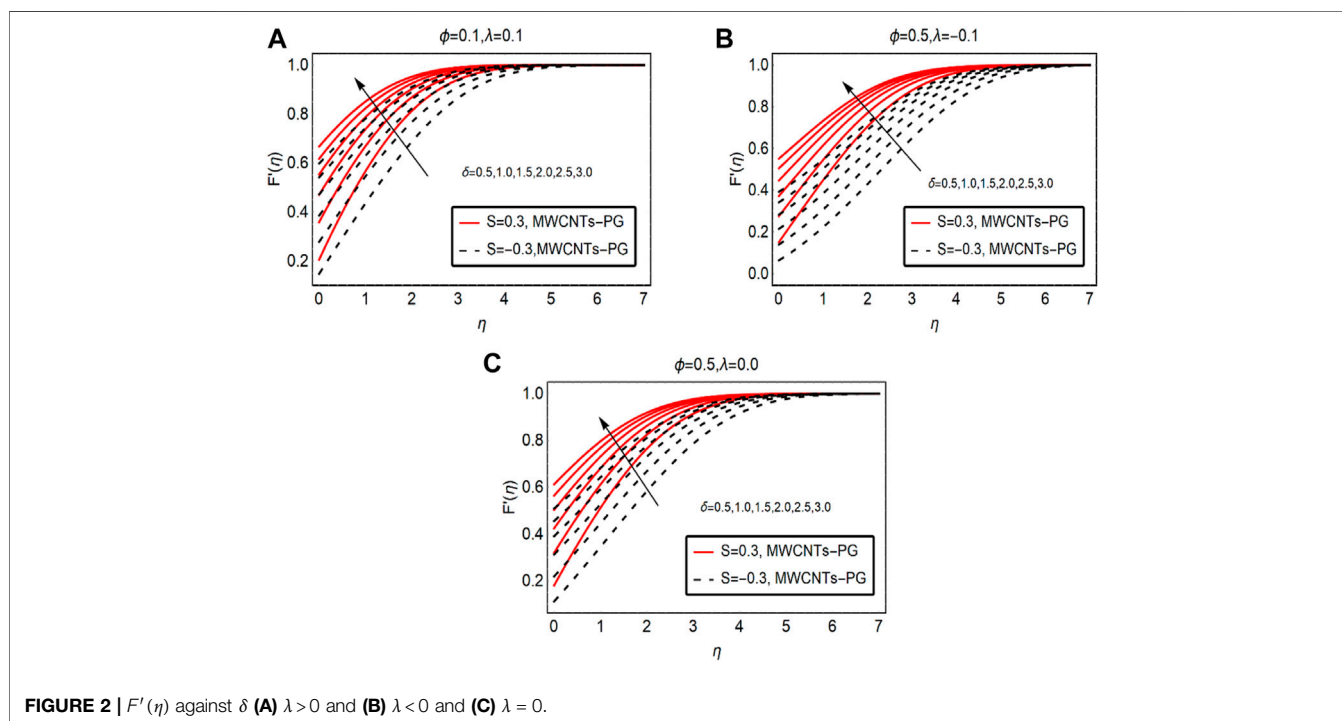 A
ϕ=0.1,λ=0.1
1.0
0.8
0.6
0.4
0.2
F'(η)
δ=0.5,1.0,1.5,2.0,2.5,3.0
S=0.3, MWCNTs−PG
S=−0.3,MWCNTs−PG
0 1 2 3 4 5 6 7
η
B
ϕ=0.5,λ=−0.1
1.0
0.8
0.6
0.4
0.2
0.0
F'(η)
δ=0.5,1.0,1.5,2.0,2.5,3.0
S=0.3, MWCNTs−PG
S=−0.3, MWCNTs−PG
0 1 2 3 4 5 6 7
η
C
ϕ=0.5,λ=0.0
1.0
0.8
0.6
0.4
0.2
F'(η)
δ=0.5,1.0,1.5,2.0,2.5,3.0
S=0.3, MWCNTs−PG
S=−0.3, MWCNTs−PG
0 1 2 3 4 5 6 7
η
FIGURE 2 | F′(η) against δ (A) λ>0 and (B) λ<0 and (C) λ = 0.